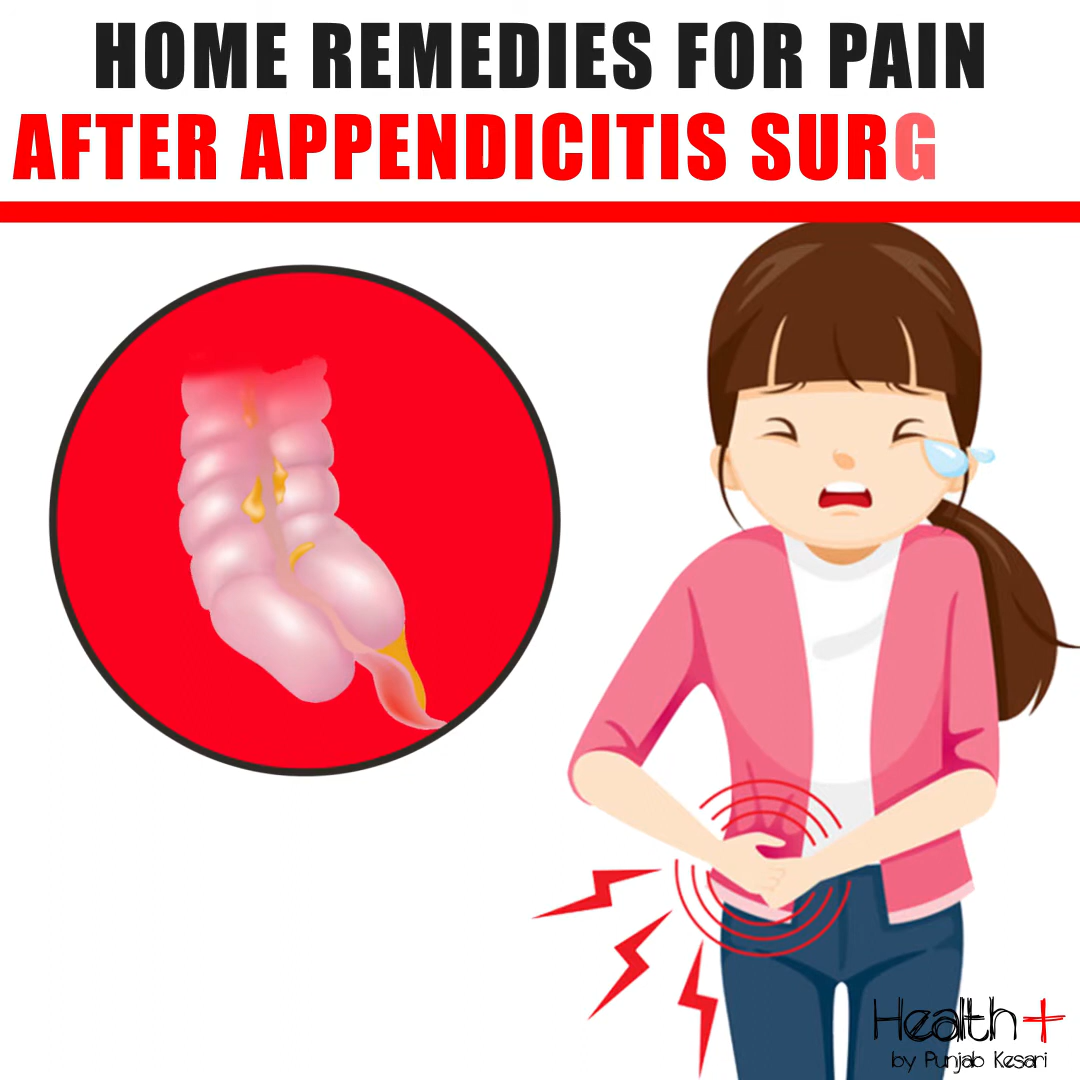 HOME REMEDIES FOR PAIN
AFTER APPENDICITIS SURG
Health+
by Punjab Kesari